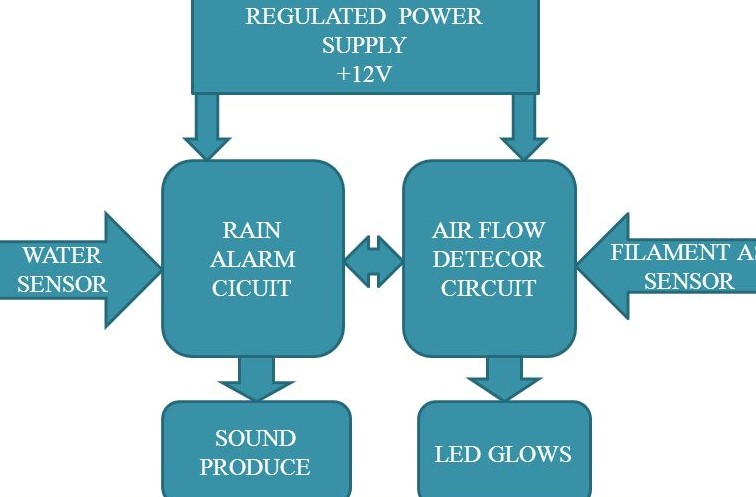 REGULATED POWER
SUPPLY
+12V
RAIN
ALARM
CICUIT
AIR FLOW
DETECOR
CIRCUIT
WATER
SENSOR
FILAMENT AS
SENSOR
SOUND
PRODUCE
LED GLOWS